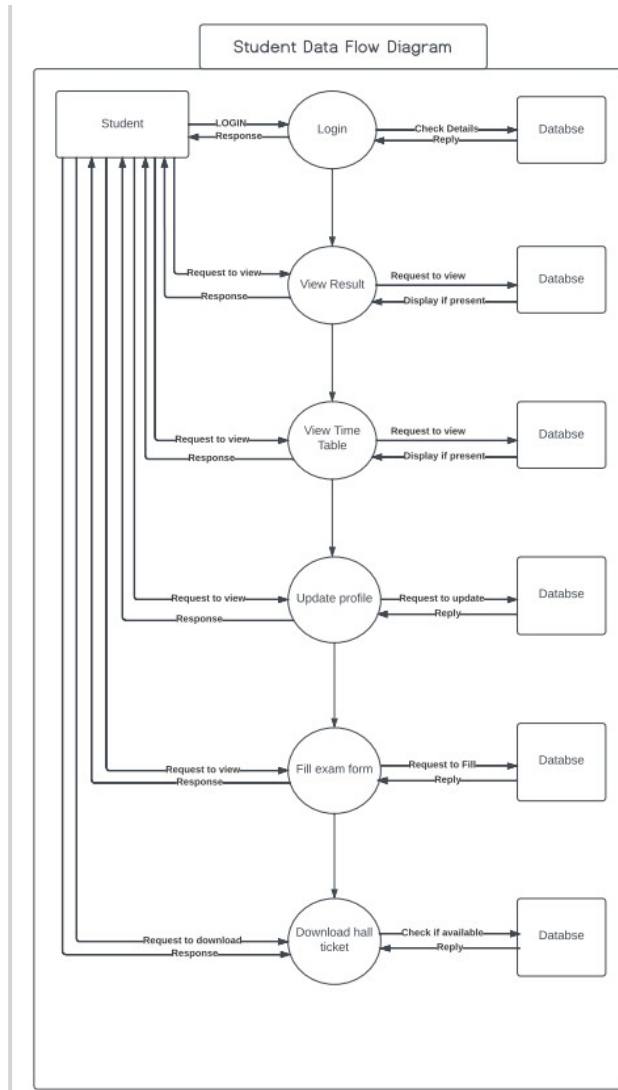 Student Data Flow Diagram
Student
LOGIN
Response
Login
Check Details
Reply
Databse
Request to view
Response
View Result
Request to view
Display if present
Databse
Request to view
Response
View Time
Table
Request to view
Display if present
Databse
Request to view
Response
Update profile
Request to update
Reply
Databse
Request to view
Response
Fill exam form
Request to Fill
Reply
Databse
Request to download
Response
Download hall
ticket
Check if available
Reply
Databse